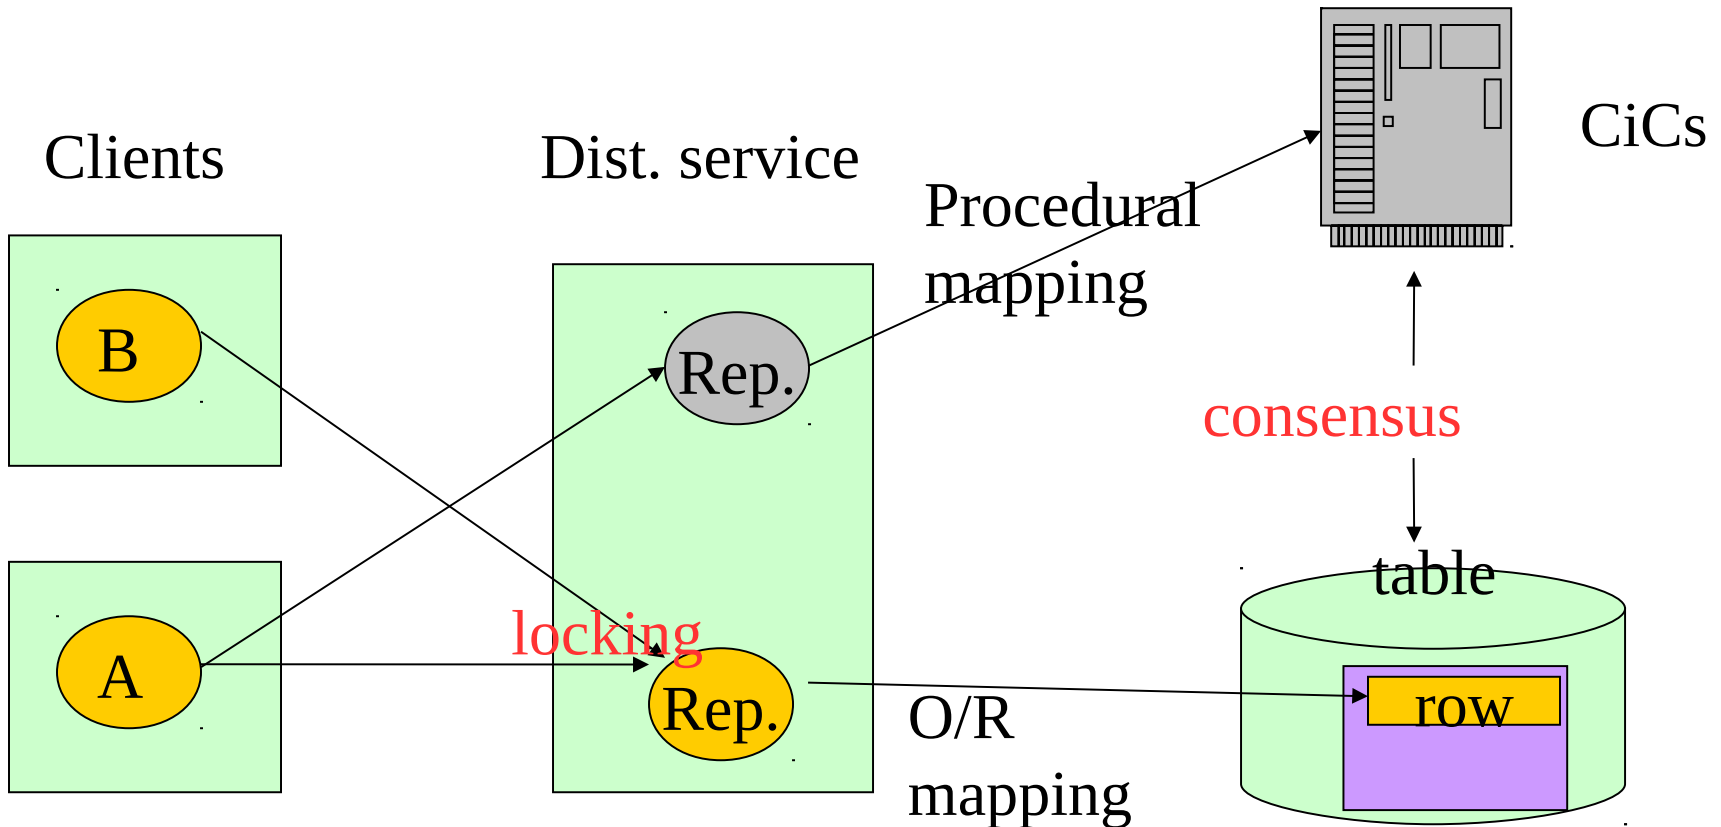 CiCs
Clients
Dist. service
Procedural
mapping
B
Rep.
consensus
table
locking
A
Rep.
row
O/R
mapping